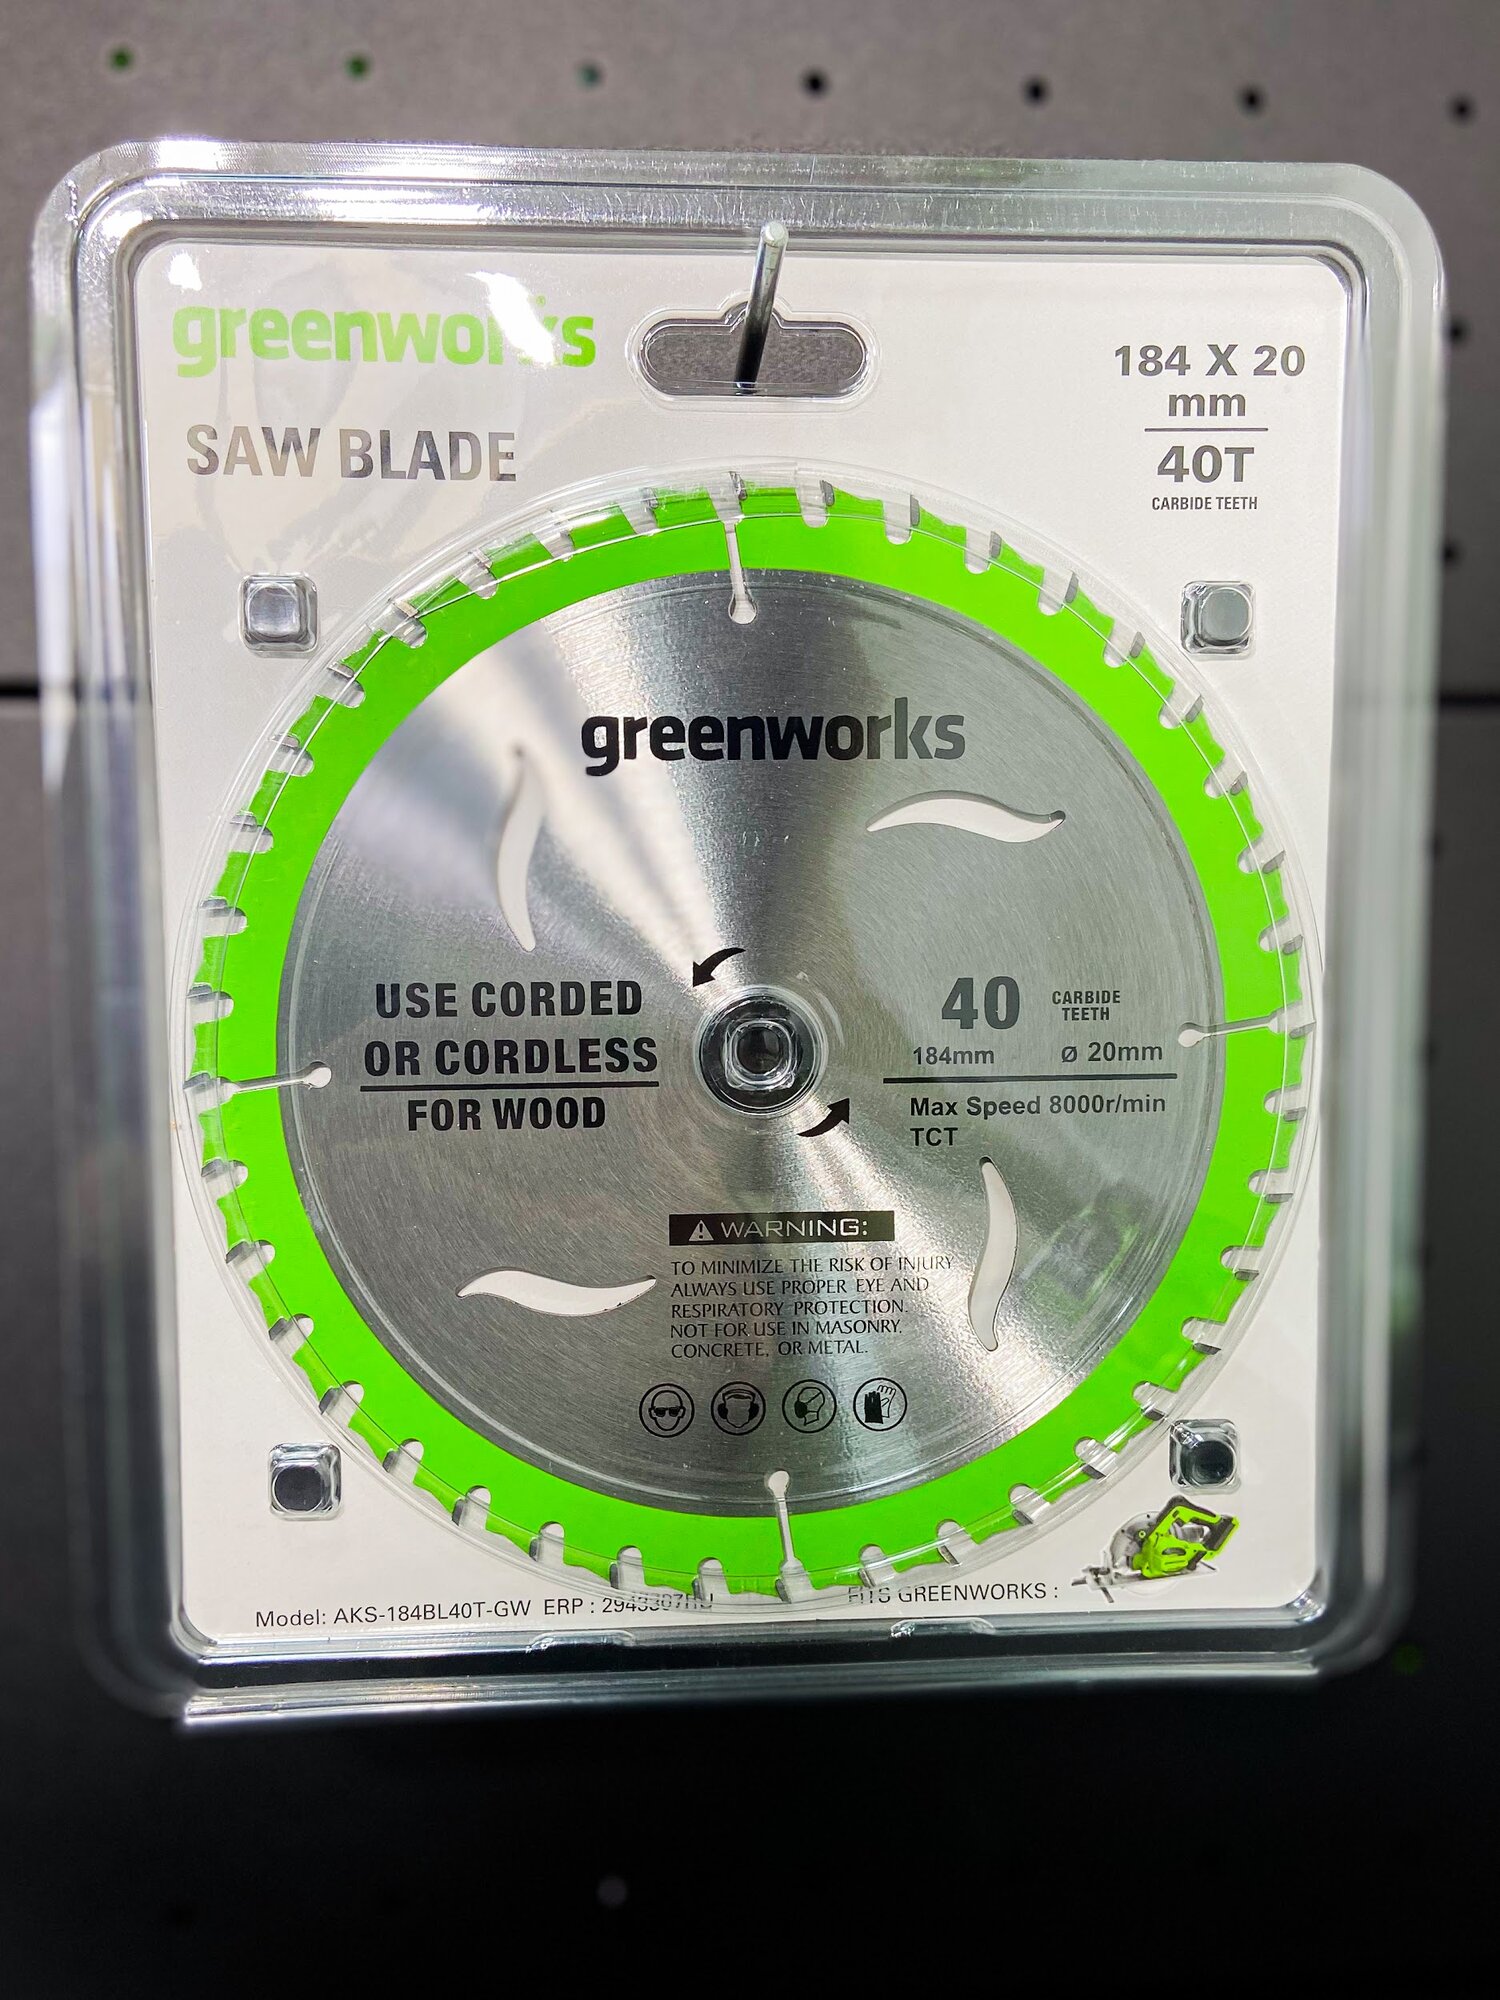 greenworks
SAW BLADE
184 X 20
mm
40T
CARBIDE TEETH
greenworks
USE CORDED
OR CORDLESS
FOR WOOD
40 CARBIDE
TEETH
184mm ø 20mm
Max Speed 8000r/min
TCT
WARNING:
TO MINIMIZE THE RISK OF INJURY
ALWAYS USE PROPER EYE AND
RESPIRATORY PROTECTION.
NOT FOR USE IN MASONRY,
CONCRETE, OR METAL.
Model: AKS-184BL40T-GW ERP :
FITS GREENWORKS :